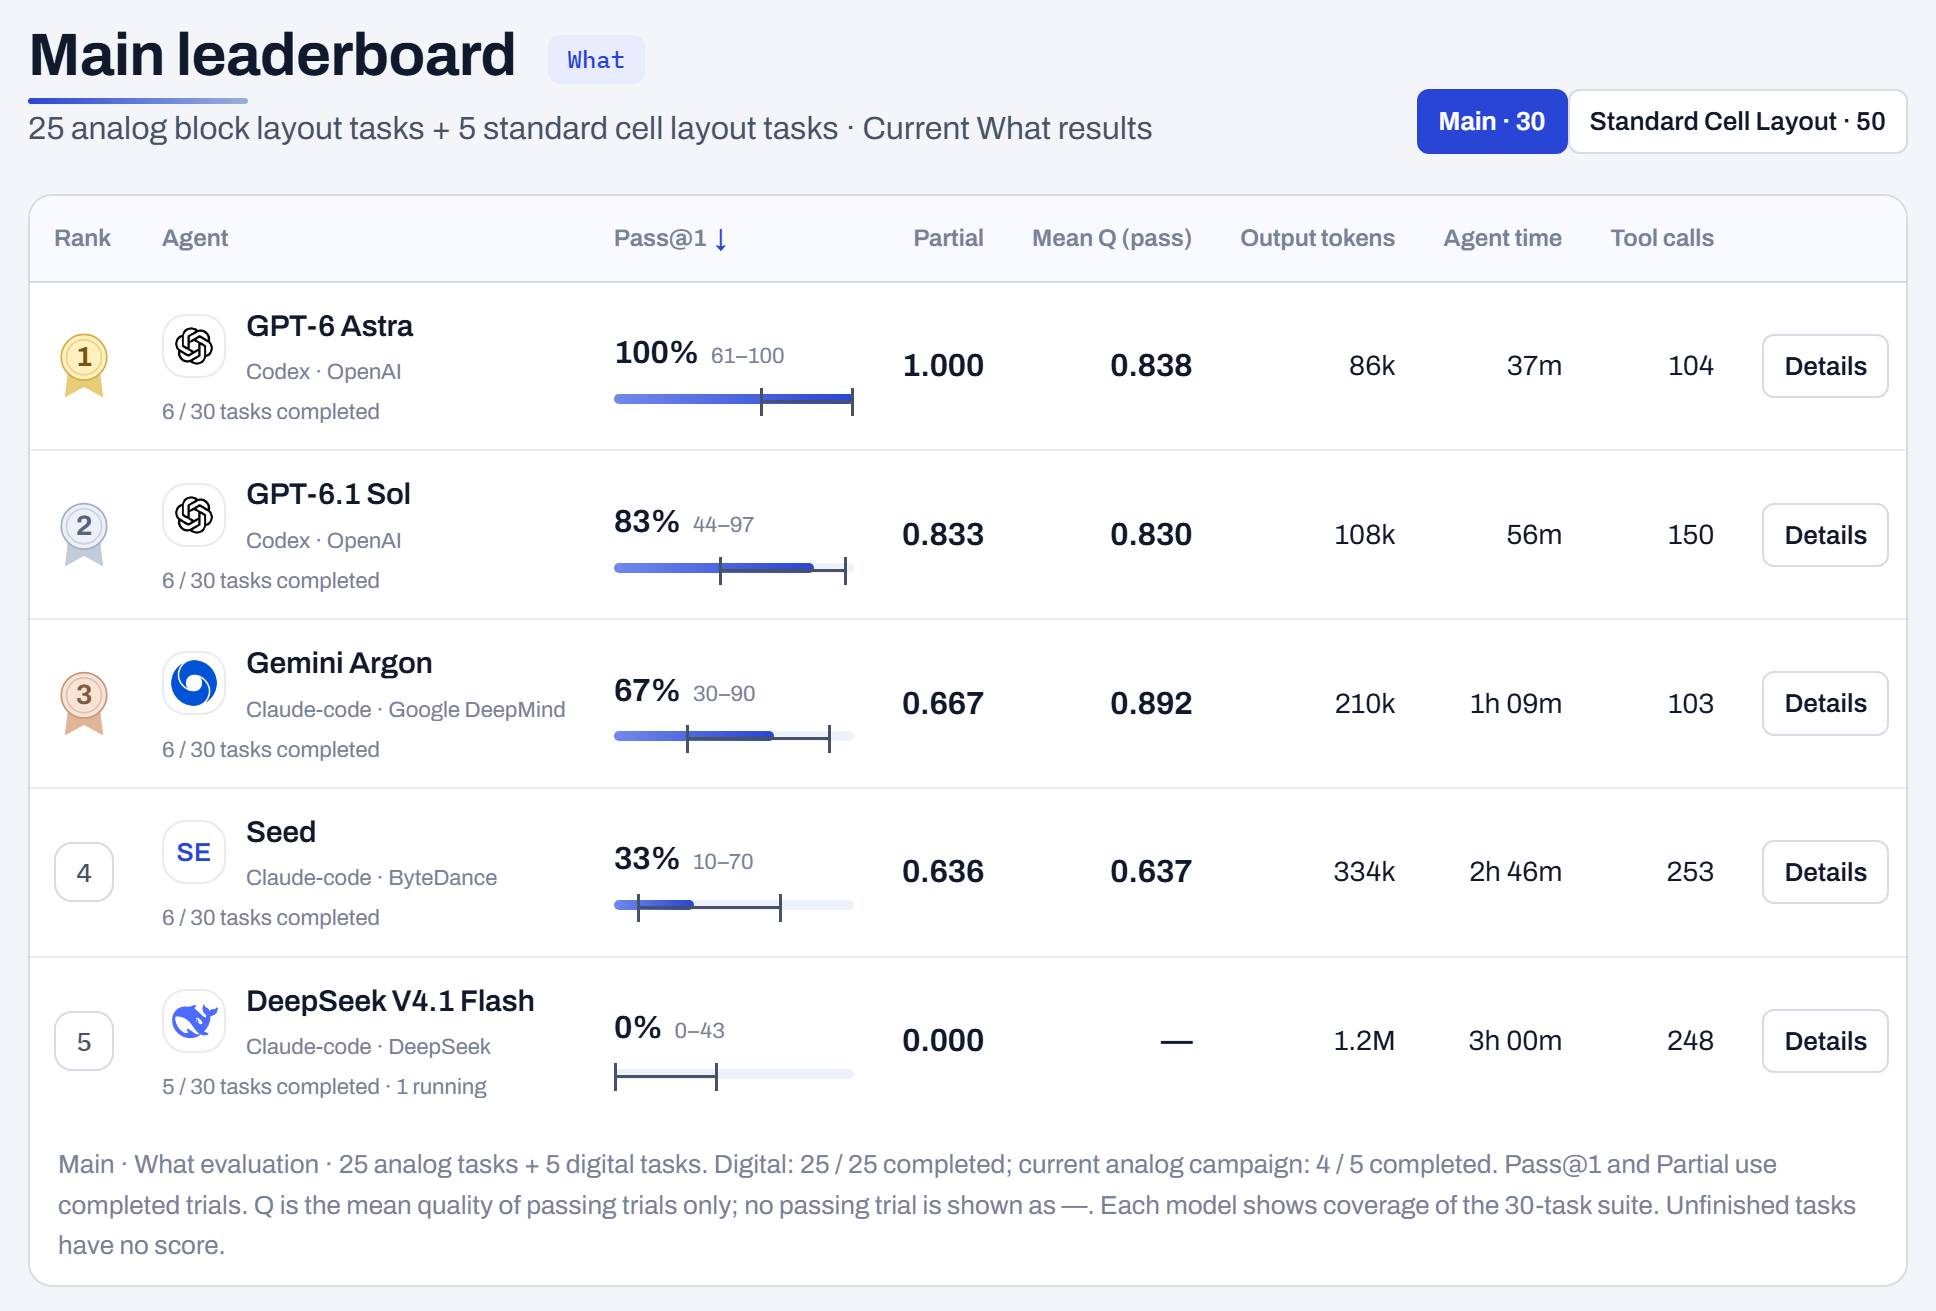 Main leaderboard What
25 analog block layout tasks + 5 standard cell layout tasks · Current What results
Main · 30 Standard Cell Layout · 50
Rank Agent Pass@1 ↓ Partial Mean Q (pass) Output tokens Agent time Tool calls
1 GPT-6 Astra
Codex · OpenAI
6 / 30 tasks completed
100% 61–100 1.000 0.838 86k 37m 104 Details
2 GPT-6.1 Sol
Codex · OpenAI
6 / 30 tasks completed
83% 44–97 0.833 0.830 108k 56m 150 Details
3 Gemini Argon
Claude-code · Google DeepMind
6 / 30 tasks completed
67% 30–90 0.667 0.892 210k 1h 09m 103 Details
4 SE Seed
Claude-code · ByteDance
6 / 30 tasks completed
33% 10–70 0.636 0.637 334k 2h 46m 253 Details
5 DeepSeek V4.1 Flash
Claude-code · DeepSeek
5 / 30 tasks completed · 1 running
0% 0–43 0.000 — 1.2M 3h 00m 248 Details
Main · What evaluation · 25 analog tasks + 5 digital tasks. Digital: 25 / 25 completed; current analog campaign: 4 / 5 completed. Pass@1 and Partial use
completed trials. Q is the mean quality of passing trials only; no passing trial is shown as —. Each model shows coverage of the 30-task suite. Unfinished tasks
have no score.